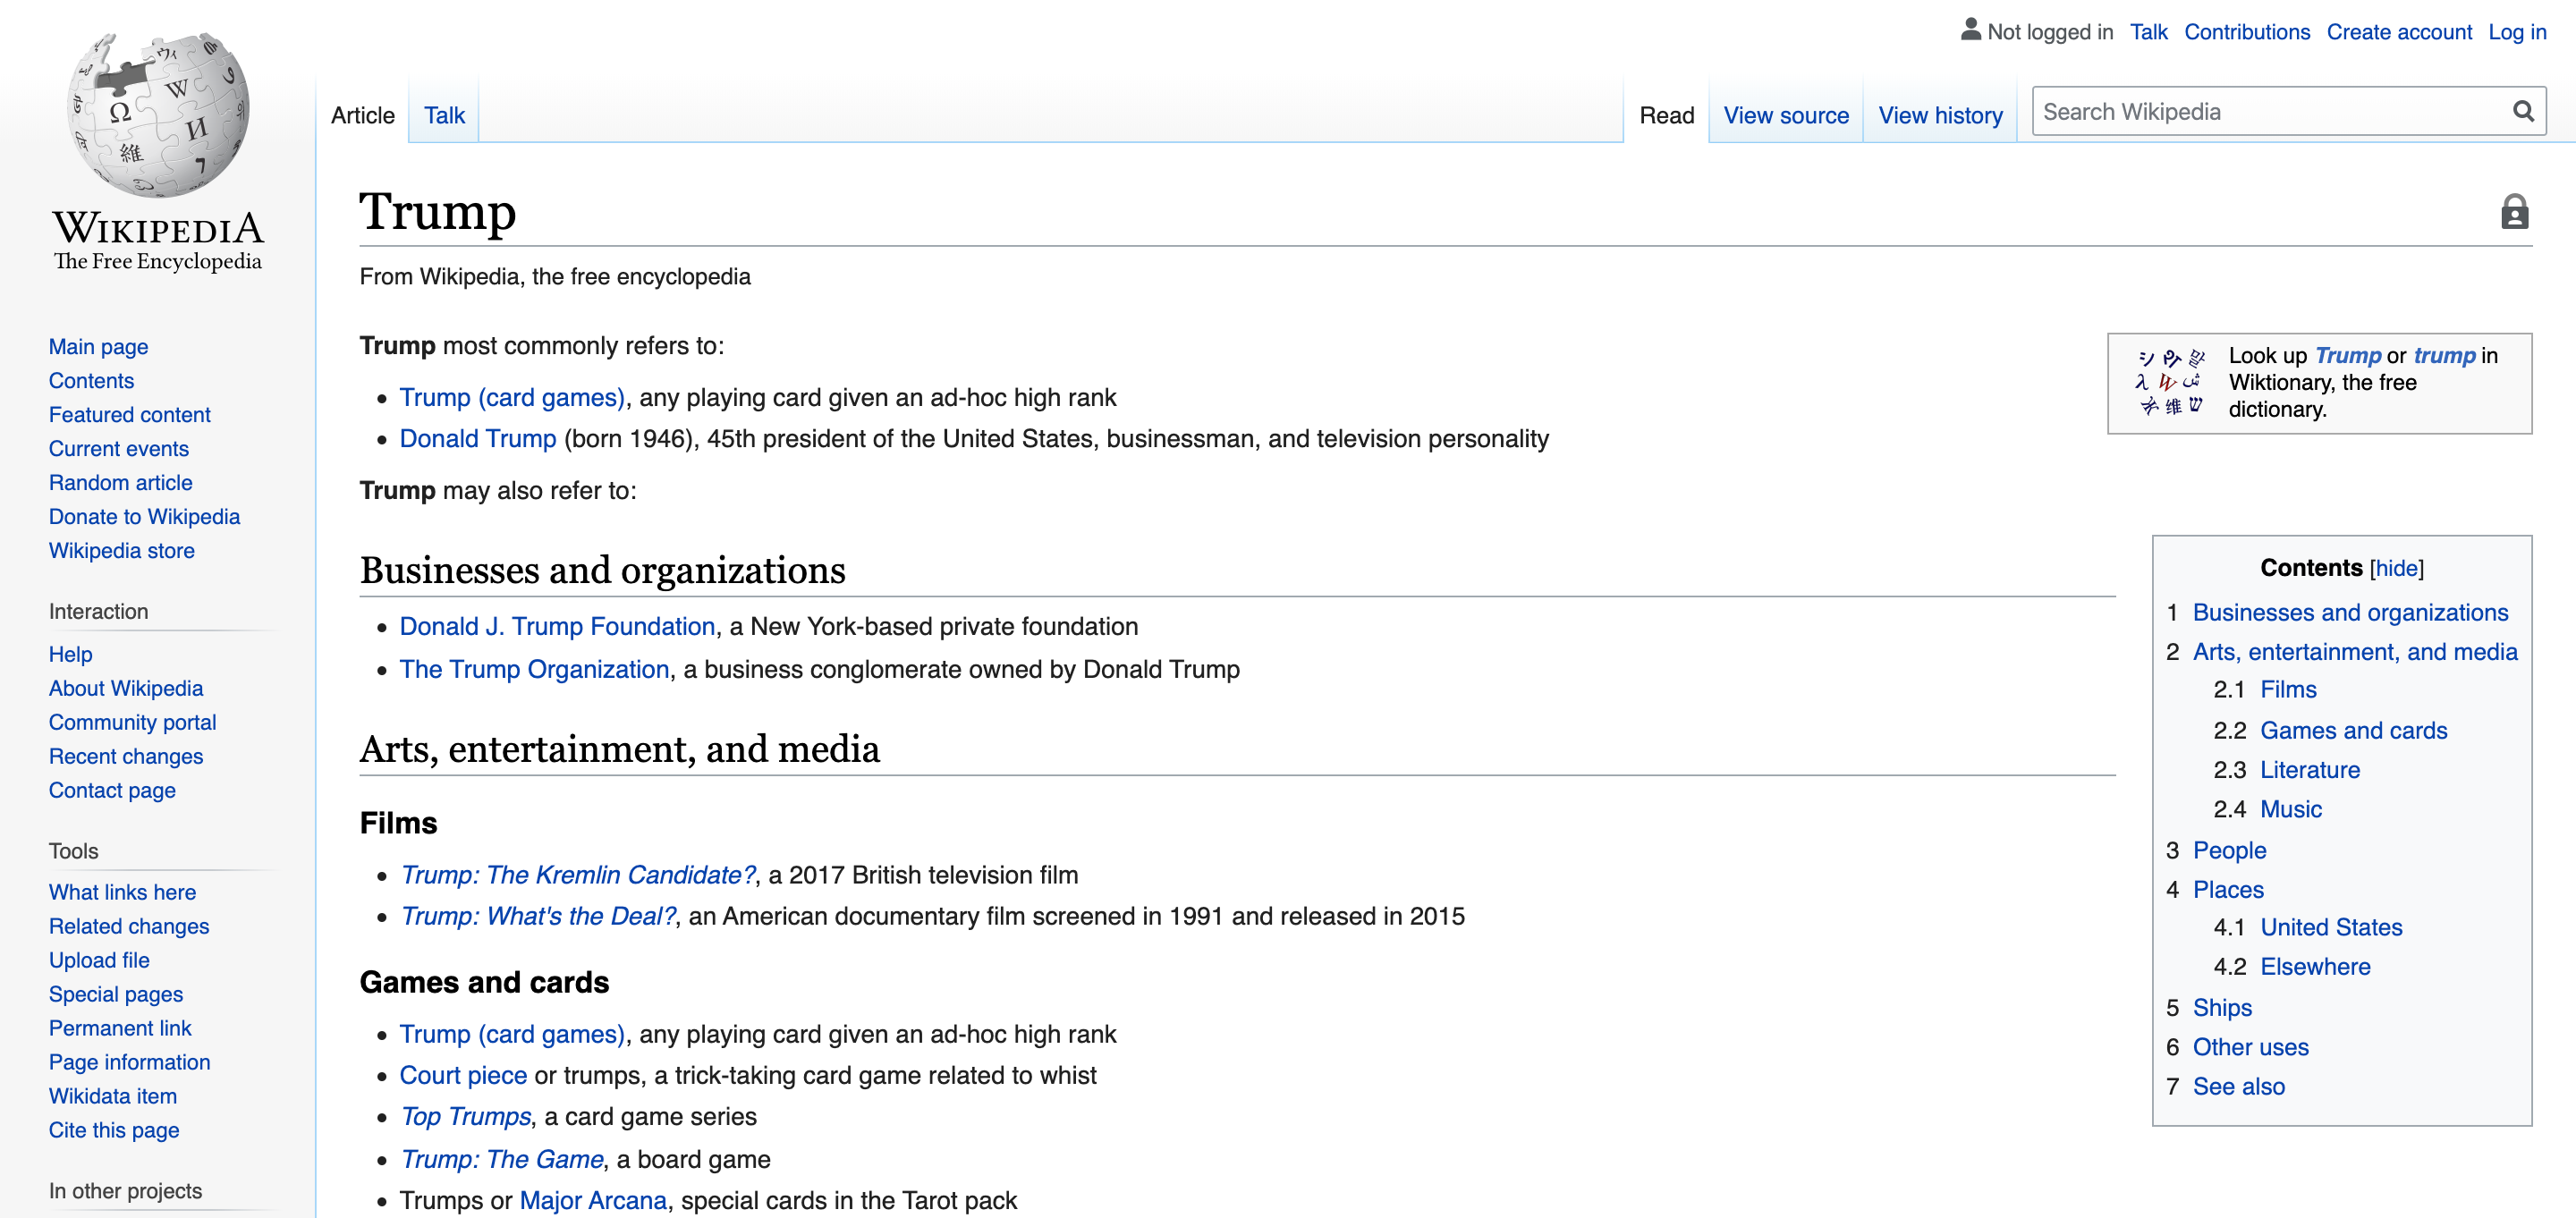 Not logged in Talk Contributions Create account Log in
Article Talk Read View source View history Search Wikipedia
WIKIPEDIA
The Free Encyclopedia
Main page
Contents
Featured content
Current events
Random article
Donate to Wikipedia
Wikipedia store
Interaction
Help
About Wikipedia
Community portal
Recent changes
Contact page
Tools
What links here
Related changes
Upload file
Special pages
Permanent link
Page information
Wikidata item
Cite this page
In other projects
Trump
From Wikipedia, the free encyclopedia
Trump most commonly refers to:
• Trump (card games), any playing card given an ad-hoc high rank
• Donald Trump (born 1946), 45th president of the United States, businessman, and television personality
Trump may also refer to:
Look up Trump or trump in
Wiktionary, the free
dictionary.
Businesses and organizations
• Donald J. Trump Foundation, a New York-based private foundation
• The Trump Organization, a business conglomerate owned by Donald Trump
Arts, entertainment, and media
Films
• Trump: The Kremlin Candidate?, a 2017 British television film
• Trump: What's the Deal?, an American documentary film screened in 1991 and released in 2015
Games and cards
• Trump (card games), any playing card given an ad-hoc high rank
• Court piece or trumps, a trick-taking card game related to whist
• Top Trumps, a card game series
• Trump: The Game, a board game
• Trumps or Major Arcana, special cards in the Tarot pack
Contents [hide]
1 Businesses and organizations
2 Arts, entertainment, and media
2.1 Films
2.2 Games and cards
2.3 Literature
2.4 Music
3 People
4 Places
4.1 United States
4.2 Elsewhere
5 Ships
6 Other uses
7 See also